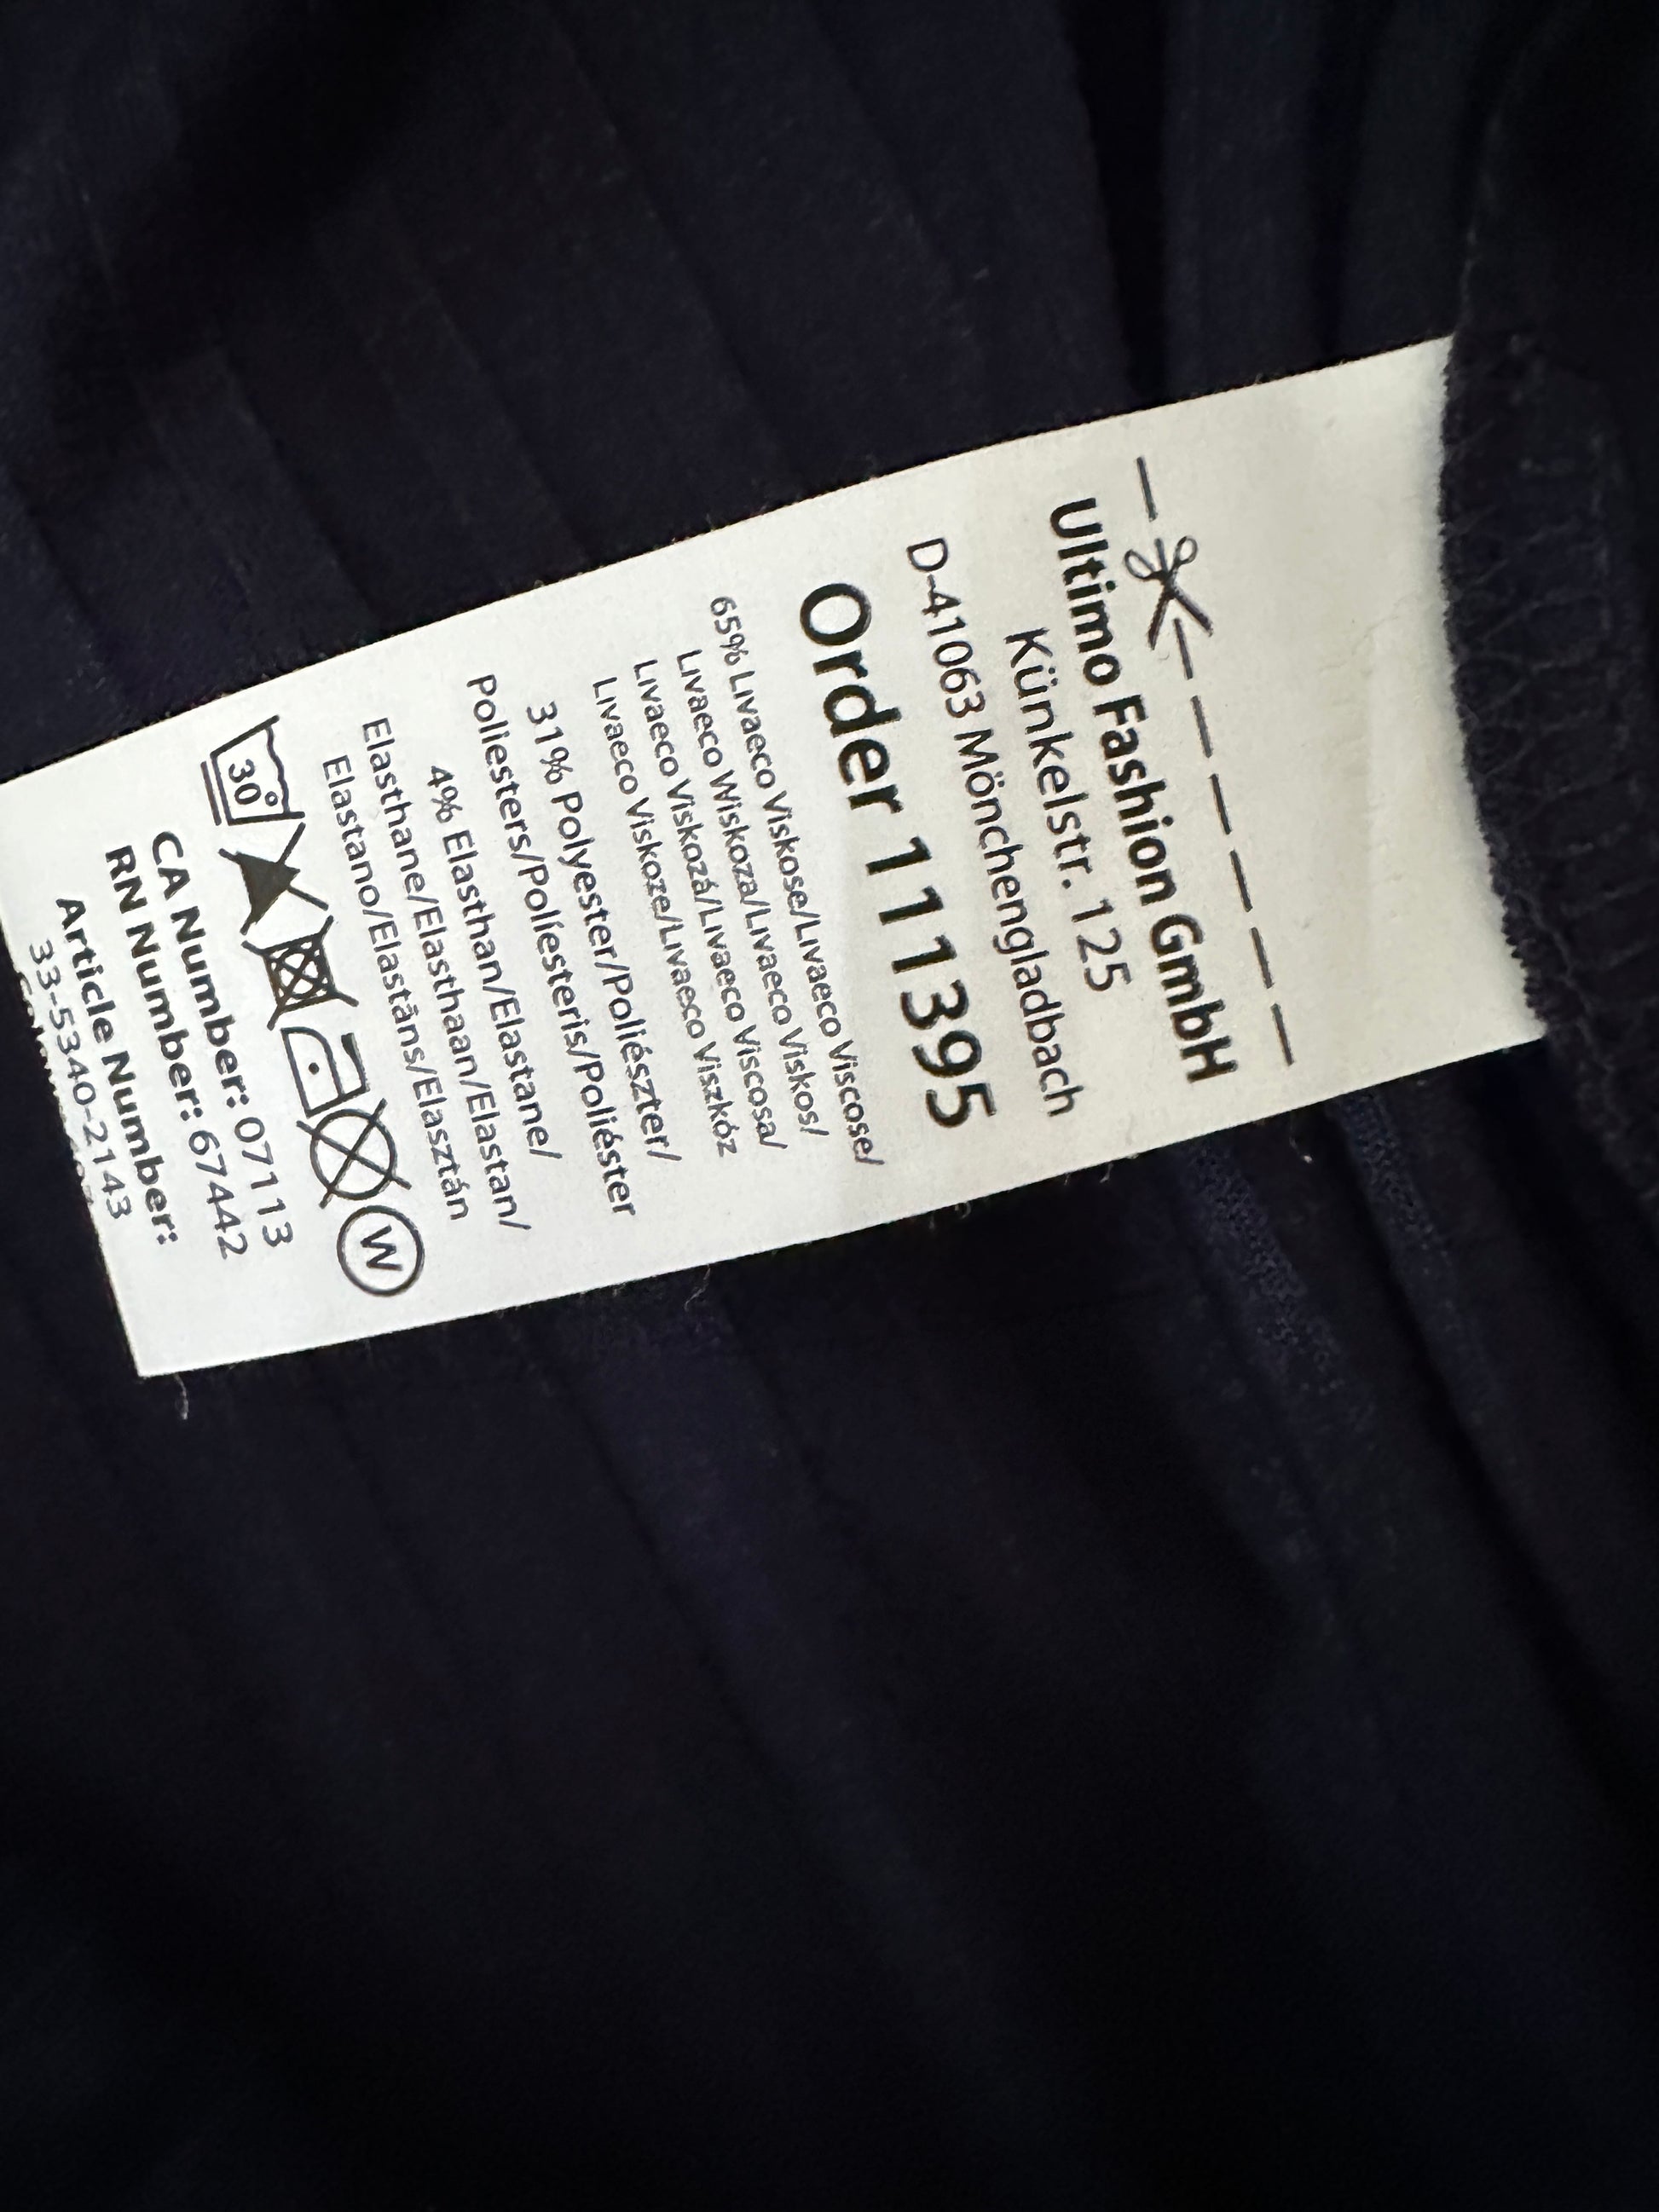 Ultimo Fashion GmbH
Künkelstr. 125
D-41063 Mönchengladbach
Order 111395
65% Livaeco Viskose/Livaeco Viscose/
Livaeco Wiskoza/Livaeco Viskos/
Livaeco Viskozá/Livaeco Viscosa/
Livaeco Viskoze/Livaeco Viszkóz
31% Polyester/Poliészter/
Poliesters/Políesteris/Poliéster
4% Elasthan/Elastane/
Elasthane/Elasthaan/Elastan/
Elastano/Elastāns/Elasztán
30°
W
CA Number: 07113
RN Number: 67442
Article Number:
33-5340-2143